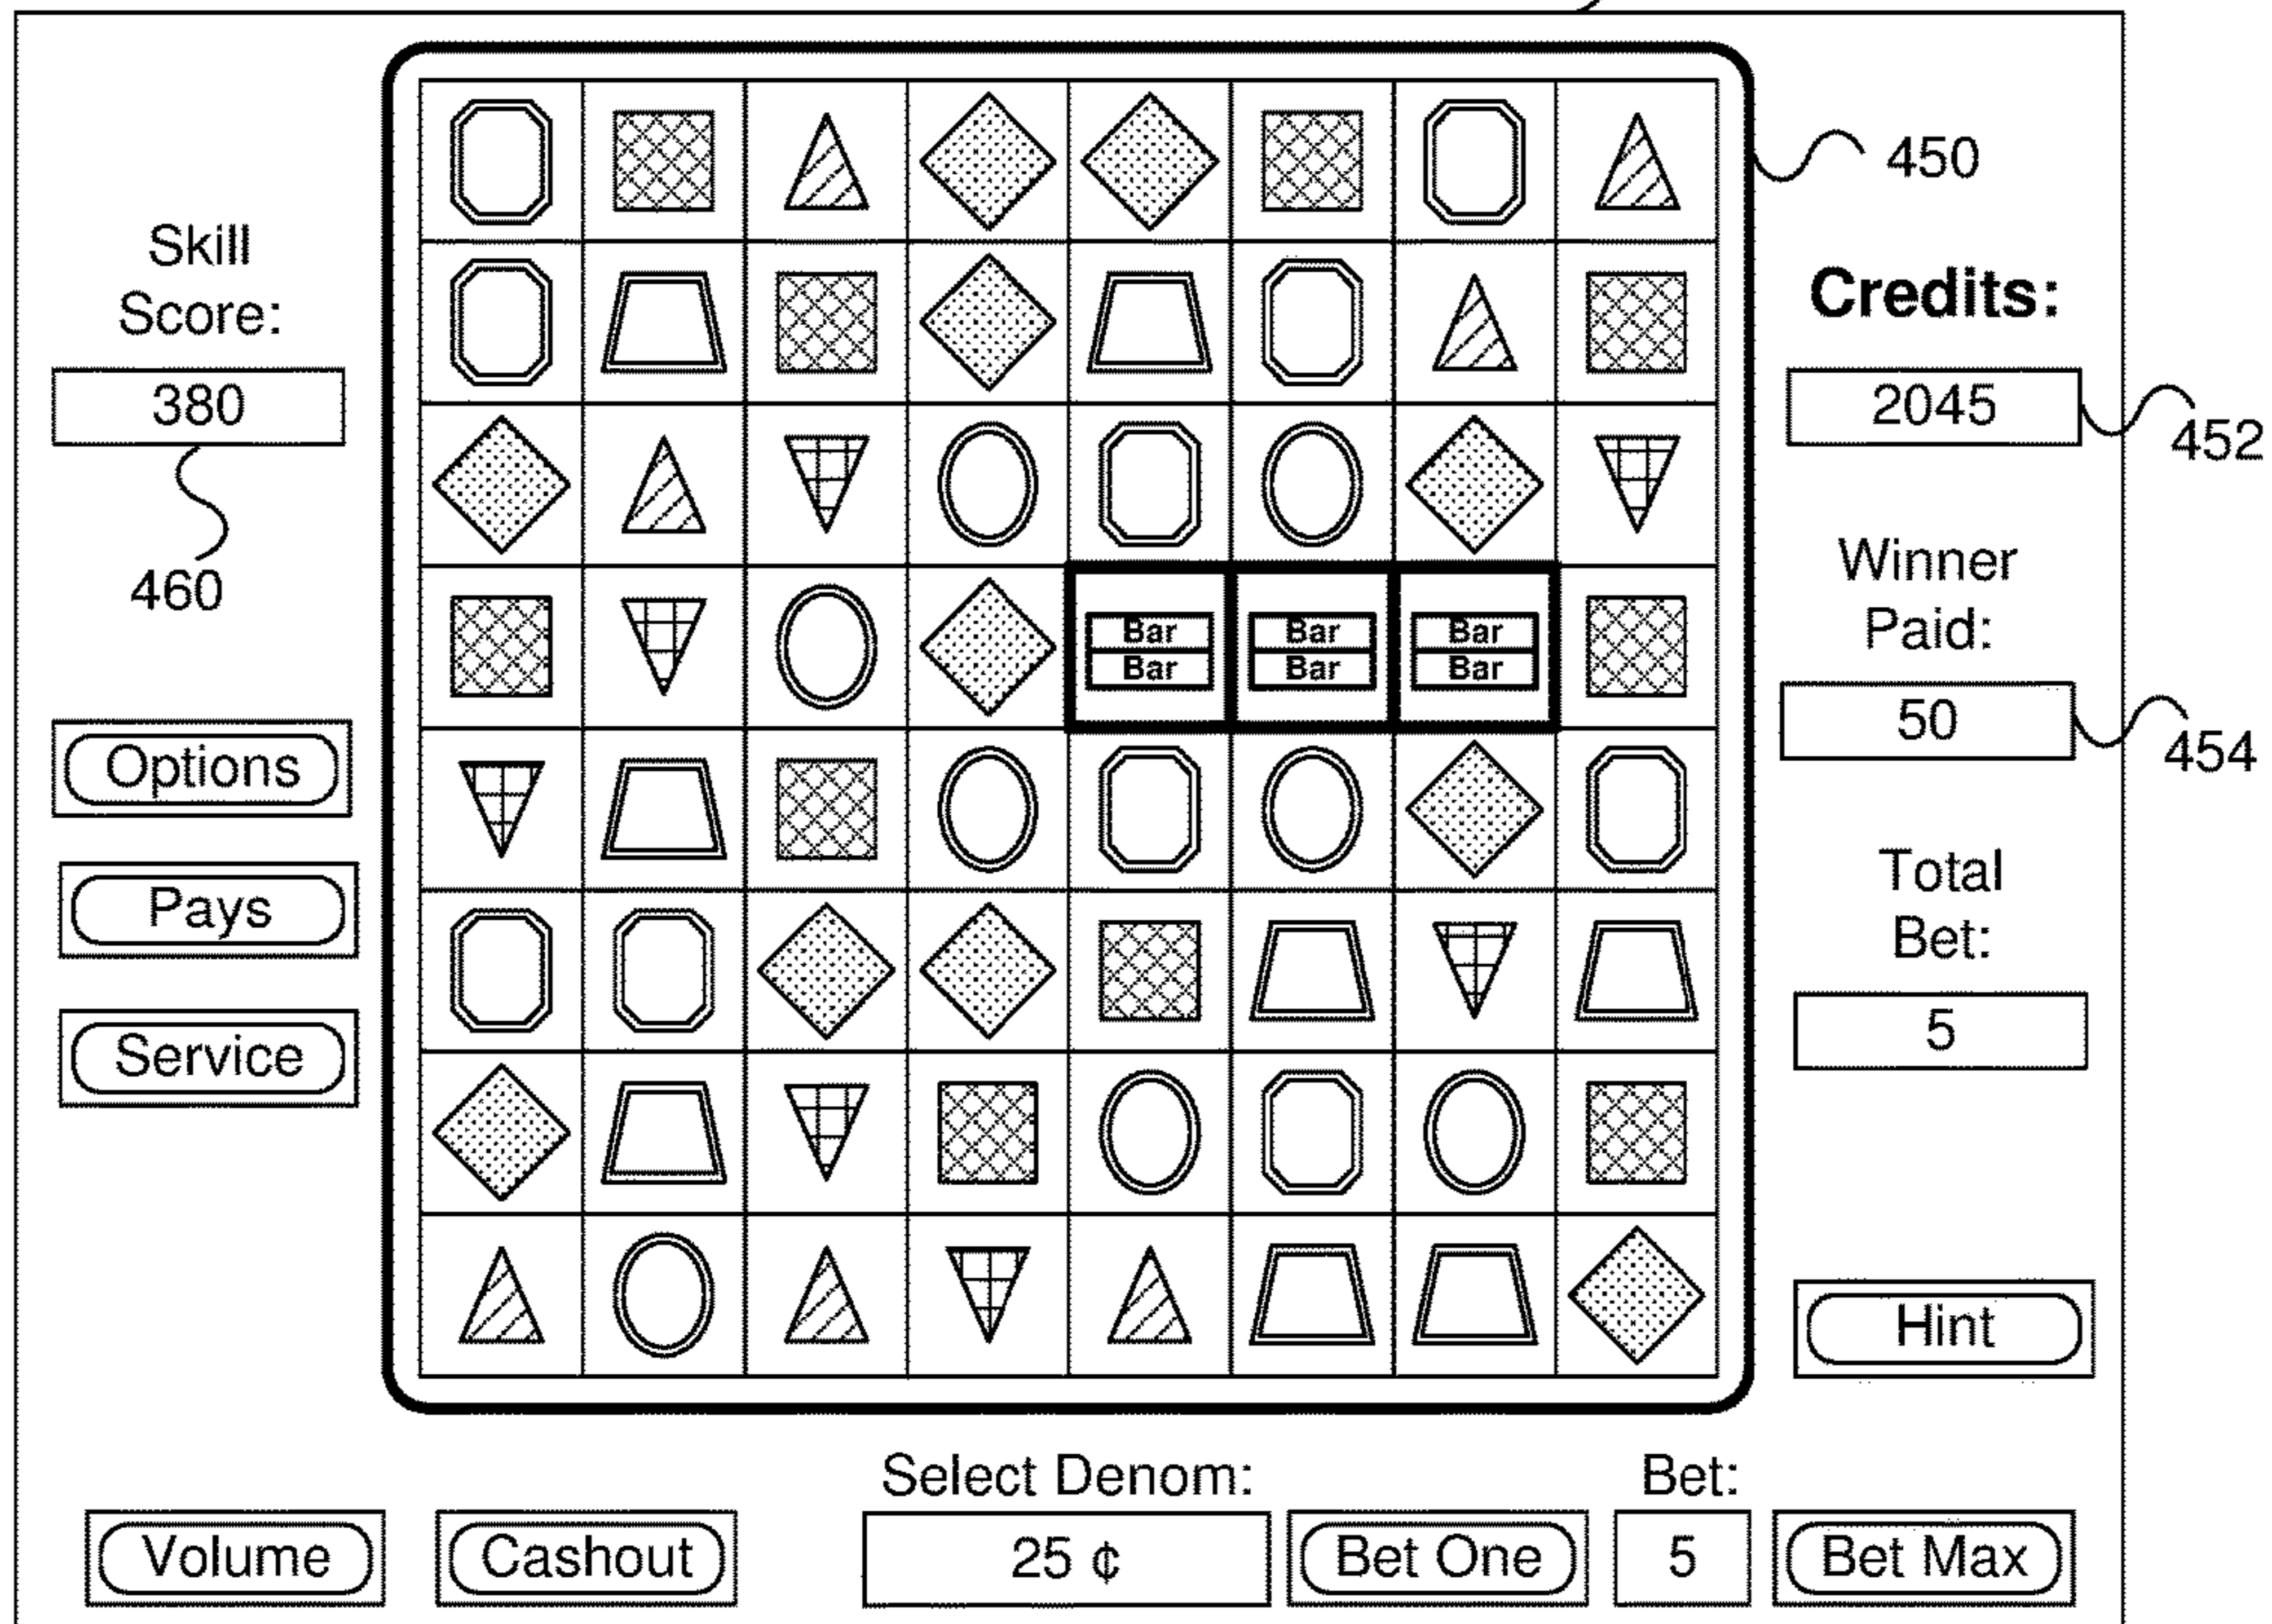 450
Skill
Score:
380
460
Credits:
2045
452
Winner
Paid:
50
454
Bar Bar Bar
Bar Bar Bar
Options
Pays
Service
Total
Bet:
5
Hint
Select Denom:
Bet:
Volume
Cashout
25 ¢
Bet One
5
Bet Max